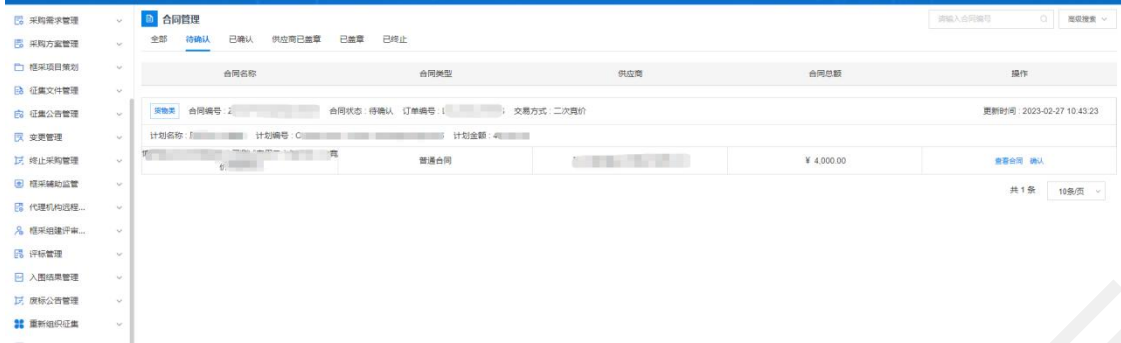 采购需求管理
采购方案管理
框采项目策划
征集文件管理
征集公告管理
变更管理
终止采购管理
框采辅助监管
代理机构远程...
框采组建评审...
评标管理
入围结果管理
废标公告管理
重新组织征集
合同管理
请输入合同编号 高级搜索
全部 待确认 已确认 供应商已盖章 已盖章 已终止
合同名称 合同类型 供应商 合同总额 操作
货物类 合同编号: 合同状态:待确认 订单编号: 交易方式:二次竞价 更新时间:2023-02-27 10:43:23
计划名称: 计划编号: 计划金额:
普通合同 ¥ 4,000.00 查看合同 确认
共 1 条 10条/页